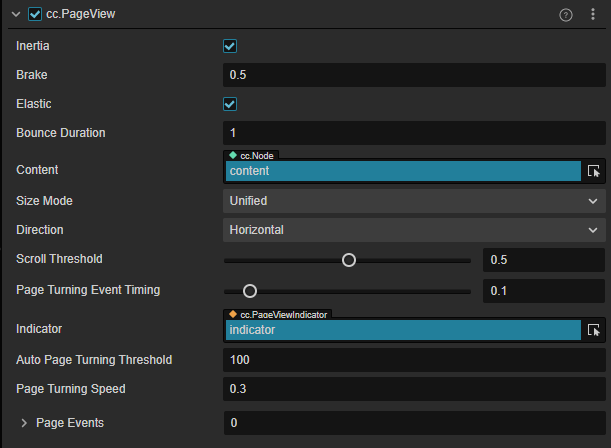 cc.PageView
Inertia
Brake 0.5
Elastic
Bounce Duration 1
cc.Node
Content content
Size Mode Unified
Direction Horizontal
Scroll Threshold 0.5
Page Turning Event Timing 0.1
cc.PageViewIndicator
Indicator indicator
Auto Page Turning Threshold 100
Page Turning Speed 0.3
Page Events 0